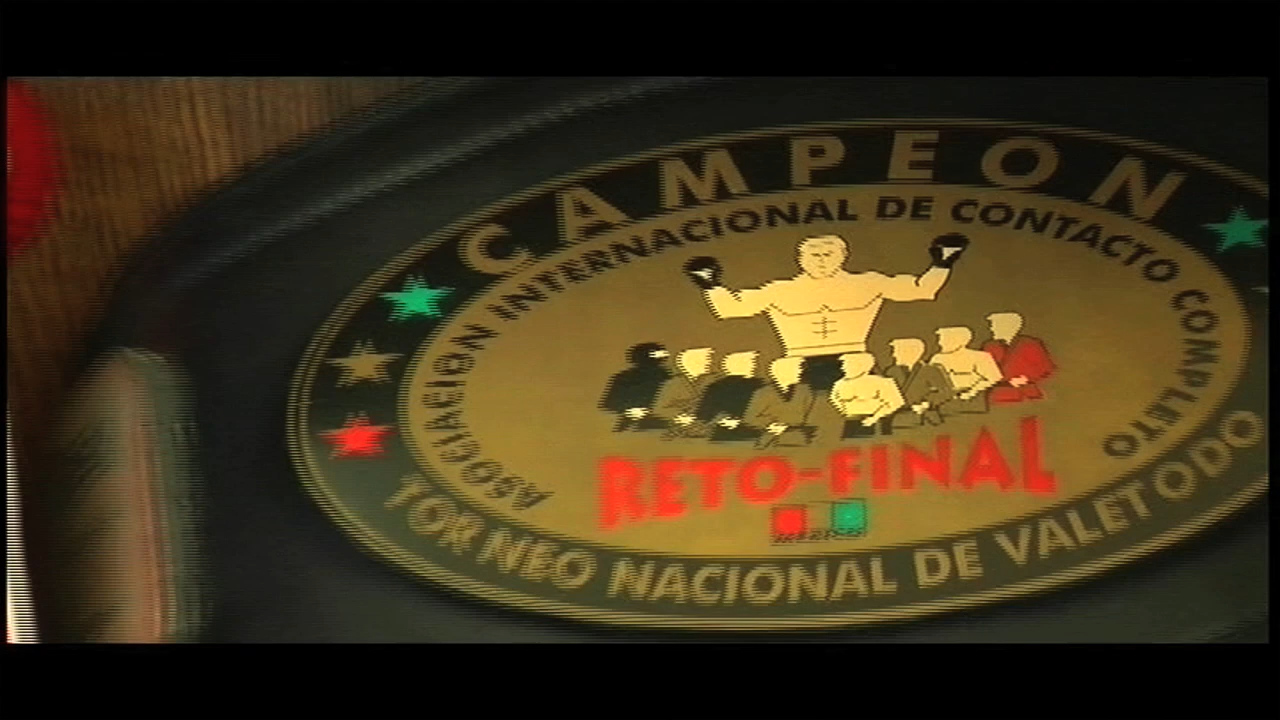 CAMPEON
ASOCIACION INTERNACIONAL DE CONTACTO COMPLETO
RETO-FINAL
TORNEO NACIONAL DE VALETODO